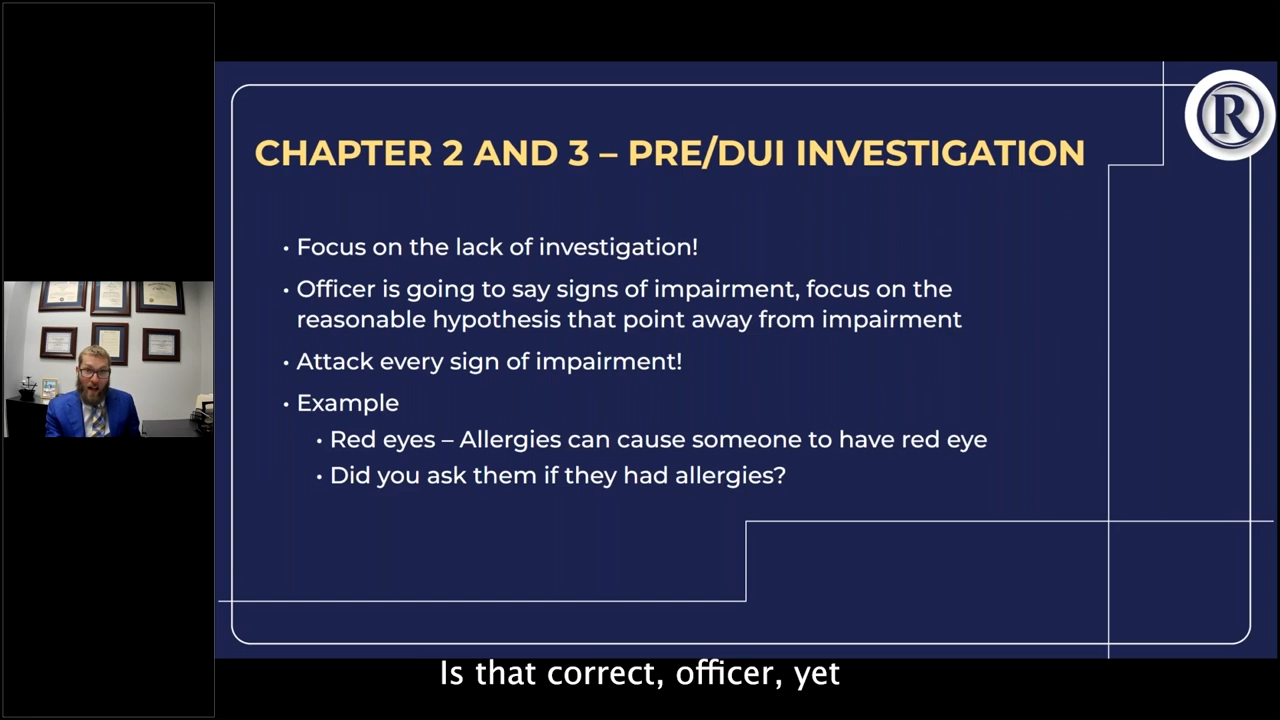 R
CHAPTER 2 AND 3 – PRE/DUI INVESTIGATION
• Focus on the lack of investigation!
• Officer is going to say signs of impairment, focus on the
reasonable hypothesis that point away from impairment
• Attack every sign of impairment!
• Example
• Red eyes – Allergies can cause someone to have red eye
• Did you ask them if they had allergies?
Is that correct, officer, yet